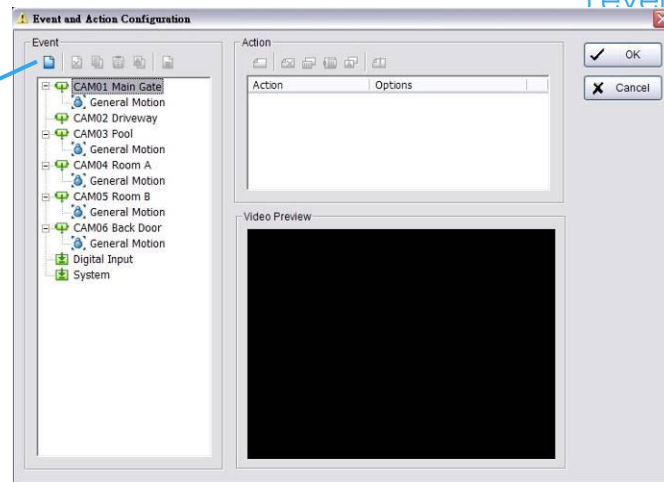 Event and Action Configuration
Event
CAM01 Main Gate
General Motion
CAM02 Driveway
CAM03 Pool
General Motion
CAM04 Room A
General Motion
CAM05 Room B
General Motion
CAM06 Back Door
General Motion
Digital Input
System
Action
Action Options
Video Preview
OK
Cancel